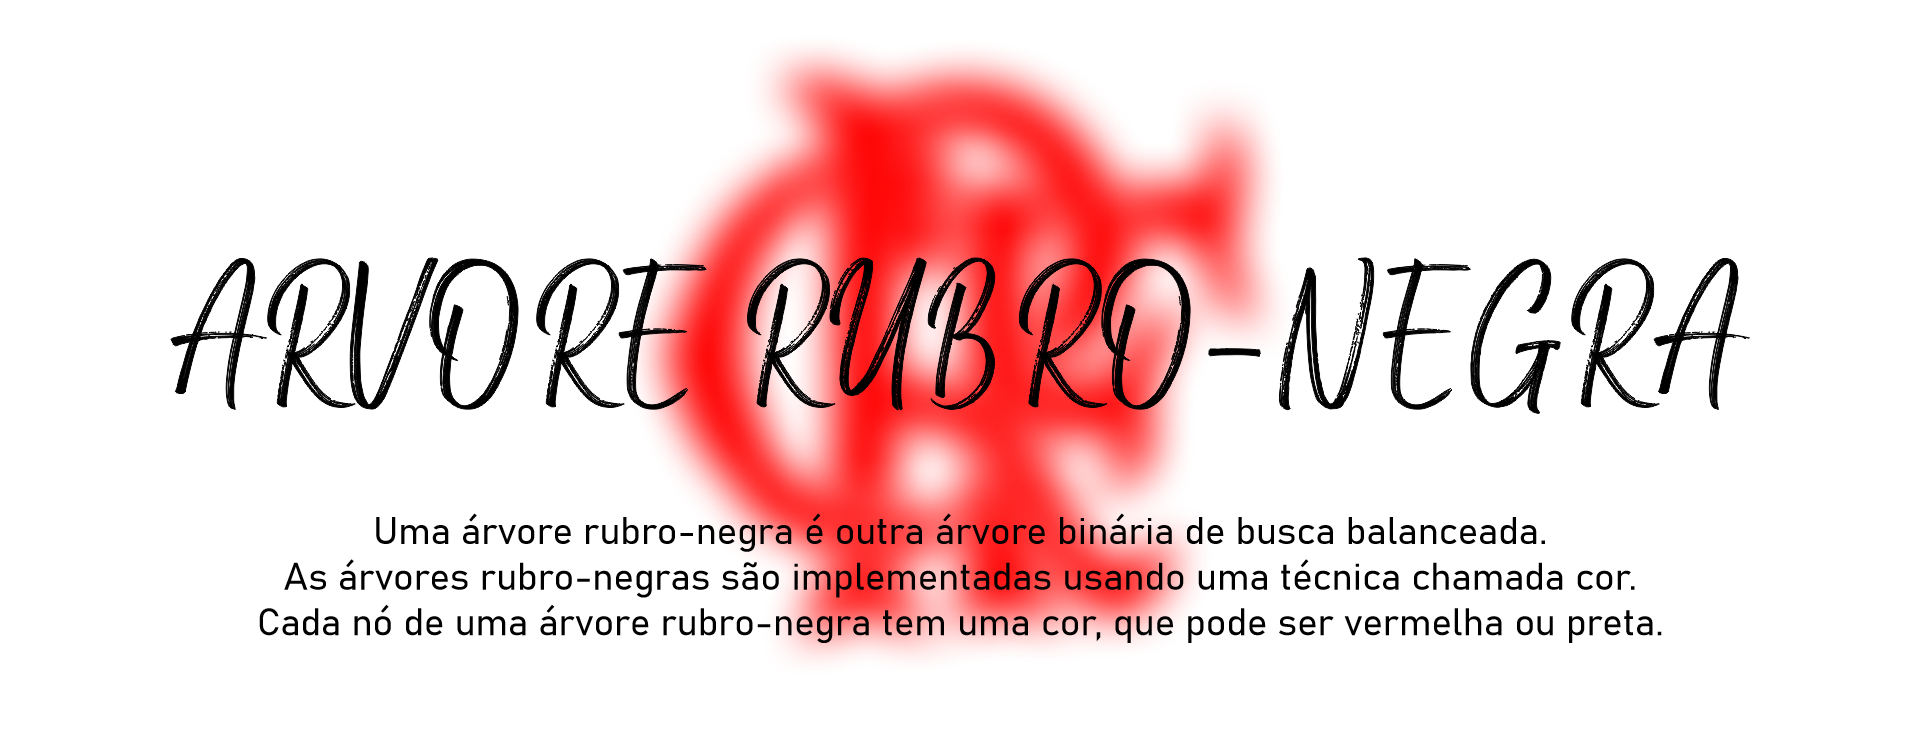 ARVORE RUBRO-NEGRA
Uma árvore rubro-negra é outra árvore binária de busca balanceada.
As árvores rubro-negras são implementadas usando uma técnica chamada cor.
Cada nó de uma árvore rubro-negra tem uma cor, que pode ser vermelha ou preta.